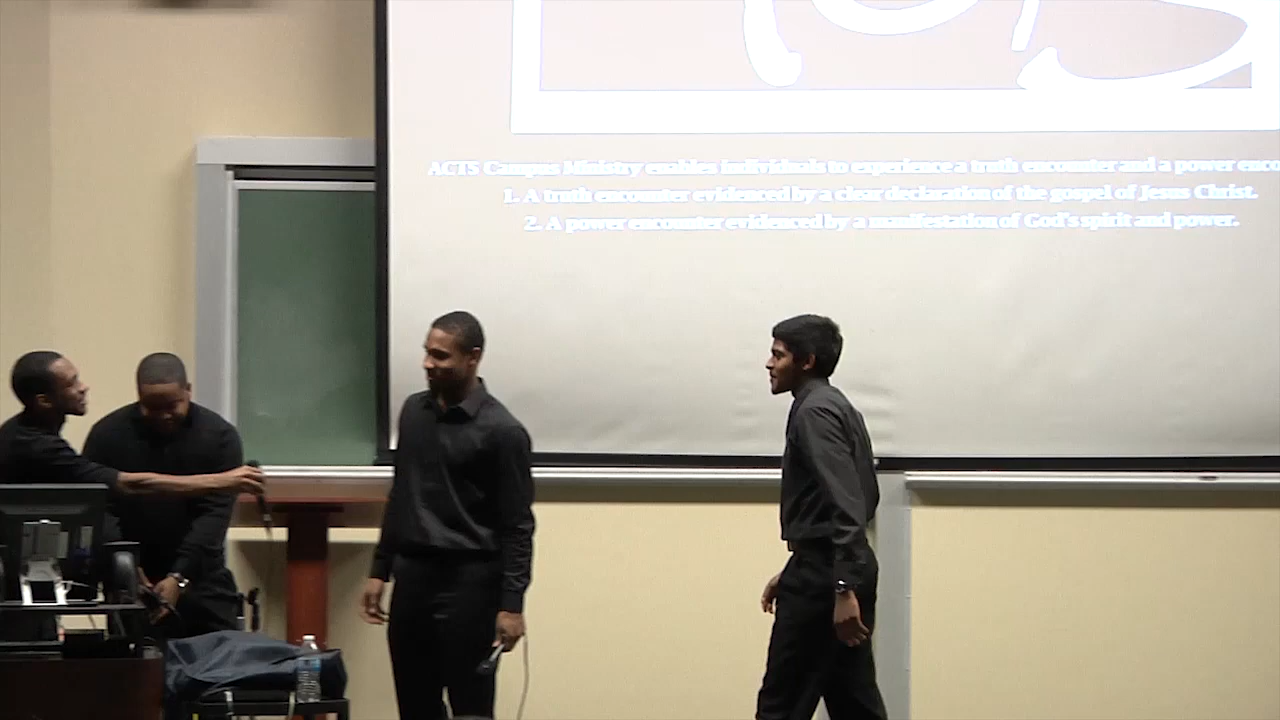 ACTS Campus Ministry enables individuals to experience a truth encounter and a power enco
1. A truth encounter evidenced by a clear declaration of the gospel of Jesus Christ.
2. A power encounter evidenced by a manifestation of God's spirit and power.